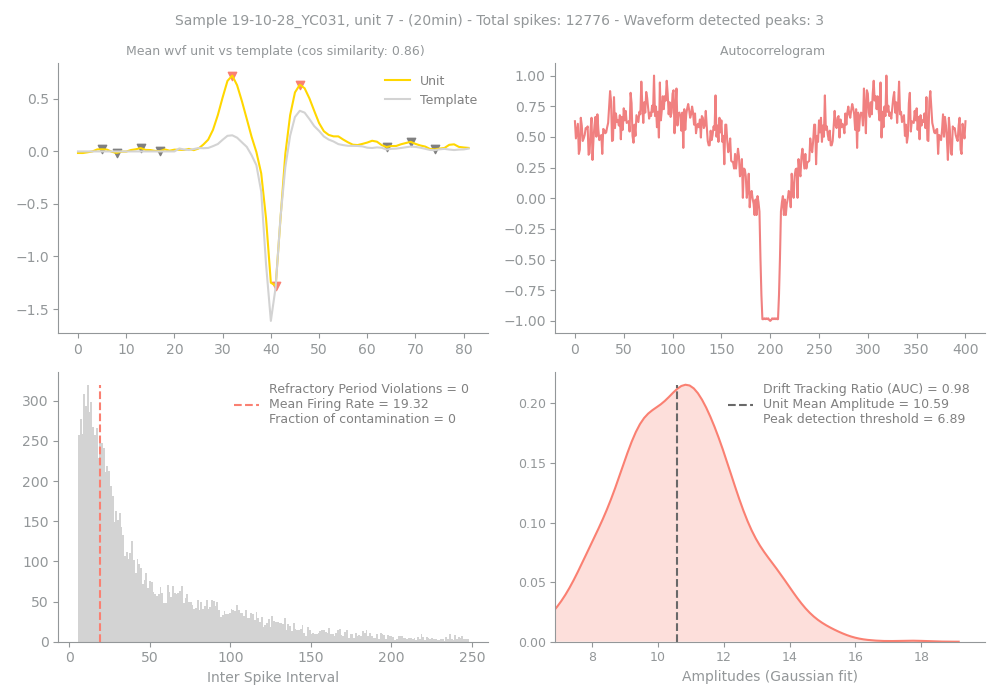 Sample 19-10-28_YC031, unit 7 - (20min) - Total spikes: 12776 - Waveform detected peaks: 3
Mean wvf unit vs template (cos similarity: 0.86)
Unit
Template
0.5
0.0
−0.5
−1.0
−1.5
0 10 20 30 40 50 60 70 80
Autocorrelogram
1.00
0.75
0.50
0.25
0.00
−0.25
−0.50
−0.75
−1.00
0 50 100 150 200 250 300 350 400
Refractory Period Violations = 0
Mean Firing Rate = 19.32
Fraction of contamination = 0
300
250
200
150
100
50
0
0 50 100 150 200 250
Inter Spike Interval
Drift Tracking Ratio (AUC) = 0.98
Unit Mean Amplitude = 10.59
Peak detection threshold = 6.89
0.20
0.15
0.10
0.05
0.00
8 10 12 14 16 18
Amplitudes (Gaussian fit)